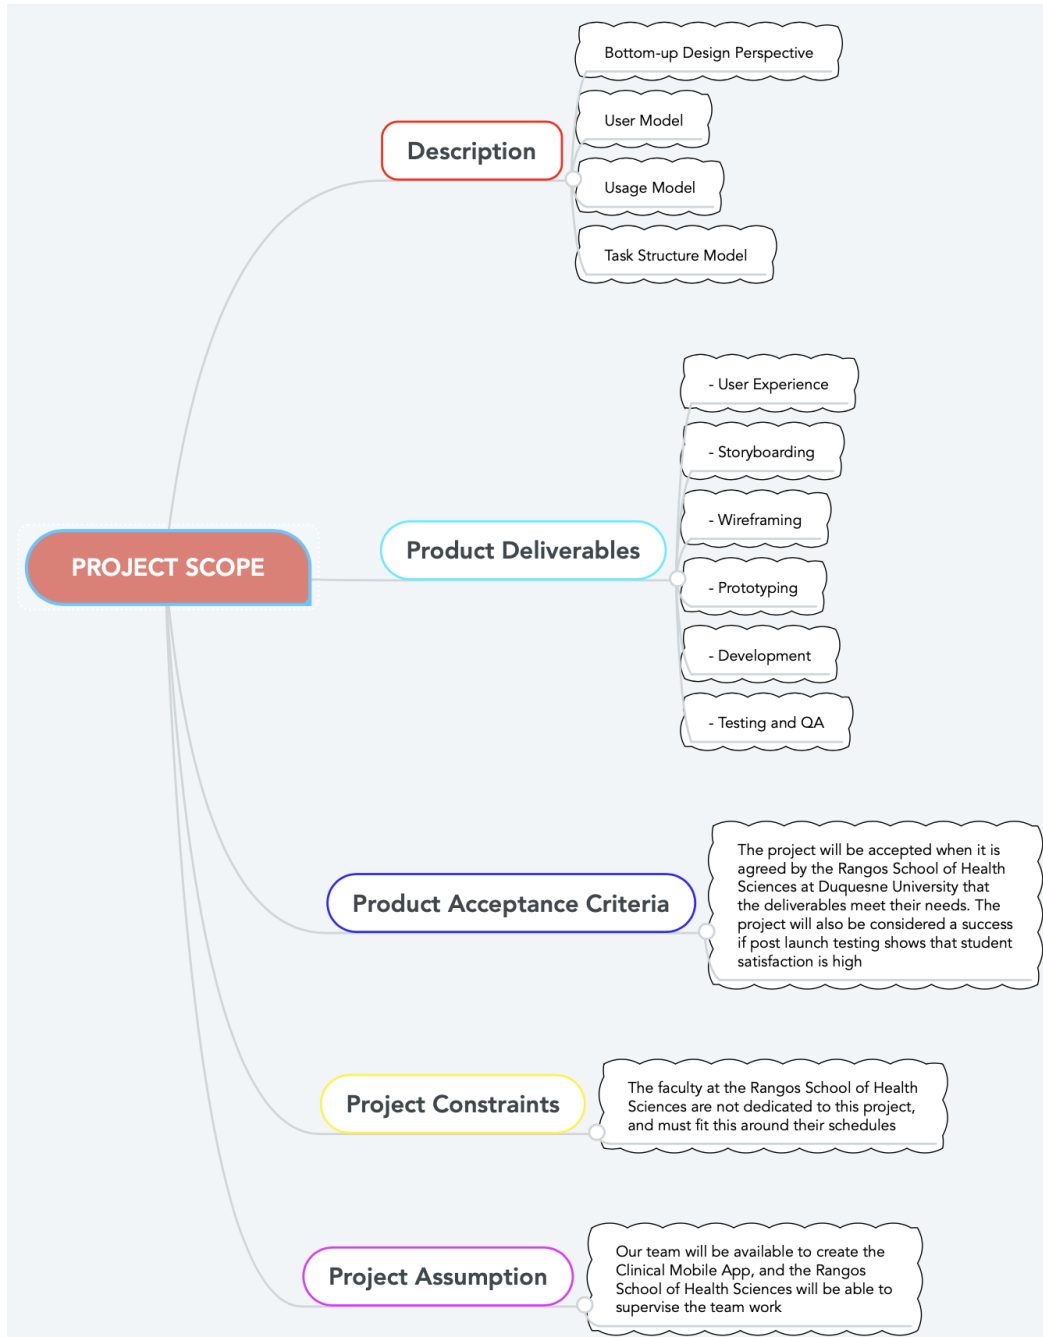 Bottom-up Design Perspective
User Model
Description
Usage Model
Task Structure Model
- User Experience
- Storyboarding
- Wireframing
Product Deliverables
PROJECT SCOPE
- Prototyping
- Development
- Testing and QA
The project will be accepted when it is
agreed by the Rangos School of Health
Sciences at Duquesne University that
the deliverables meet their needs. The
project will also be considered a success
if post launch testing shows that student
satisfaction is high
Product Acceptance Criteria
The faculty at the Rangos School of Health
Sciences are not dedicated to this project,
and must fit this around their schedules
Project Constraints
Our team will be available to create the
Clinical Mobile App, and the Rangos
School of Health Sciences will be able to
supervise the team work
Project Assumption